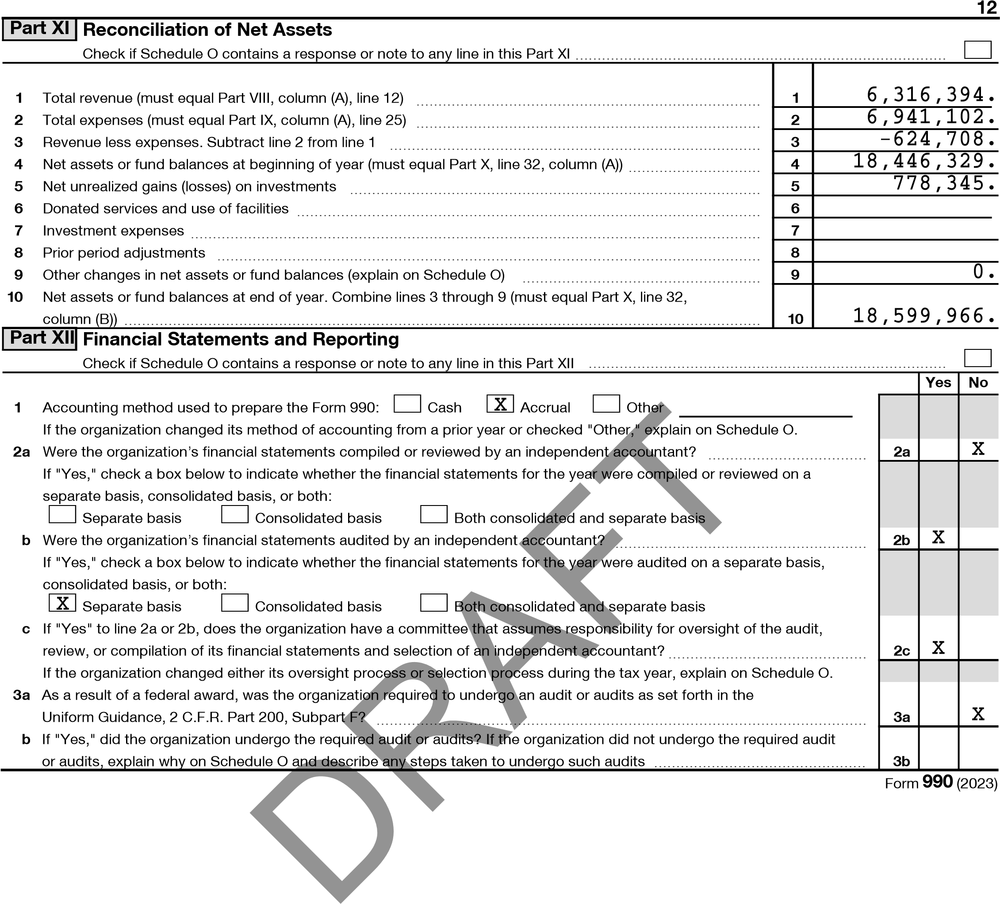 12
Part XI Reconciliation of Net Assets
Check if Schedule O contains a response or note to any line in this Part XI
1 Total revenue (must equal Part VIII, column (A), line 12) 1 6,316,394.
2 Total expenses (must equal Part IX, column (A), line 25) 2 6,941,102.
3 Revenue less expenses. Subtract line 2 from line 1 3 -624,708.
4 Net assets or fund balances at beginning of year (must equal Part X, line 32, column (A)) 4 18,446,329.
5 Net unrealized gains (losses) on investments 5 778,345.
6 Donated services and use of facilities 6
7 Investment expenses 7
8 Prior period adjustments 8
9 Other changes in net assets or fund balances (explain on Schedule O) 9 0.
10 Net assets or fund balances at end of year. Combine lines 3 through 9 (must equal Part X, line 32,
column (B)) 10 18,599,966.
Part XII Financial Statements and Reporting
Check if Schedule O contains a response or note to any line in this Part XII
Yes No
1 Accounting method used to prepare the Form 990: Cash X Accrual Other
If the organization changed its method of accounting from a prior year or checked "Other," explain on Schedule O.
2a Were the organization's financial statements compiled or reviewed by an independent accountant? 2a X
If "Yes," check a box below to indicate whether the financial statements for the year were compiled or reviewed on a
separate basis, consolidated basis, or both:
Separate basis Consolidated basis Both consolidated and separate basis
b Were the organization's financial statements audited by an independent accountant? 2b X
If "Yes," check a box below to indicate whether the financial statements for the year were audited on a separate basis,
consolidated basis, or both:
X Separate basis Consolidated basis Both consolidated and separate basis
c If "Yes" to line 2a or 2b, does the organization have a committee that assumes responsibility for oversight of the audit,
review, or compilation of its financial statements and selection of an independent accountant? 2c X
If the organization changed either its oversight process or selection process during the tax year, explain on Schedule O.
3a As a result of a federal award, was the organization required to undergo an audit or audits as set forth in the
Uniform Guidance, 2 C.F.R. Part 200, Subpart F? 3a X
b If "Yes," did the organization undergo the required audit or audits? If the organization did not undergo the required audit
or audits, explain why on Schedule O and describe any steps taken to undergo such audits 3b
Form 990 (2023)
DRAFT